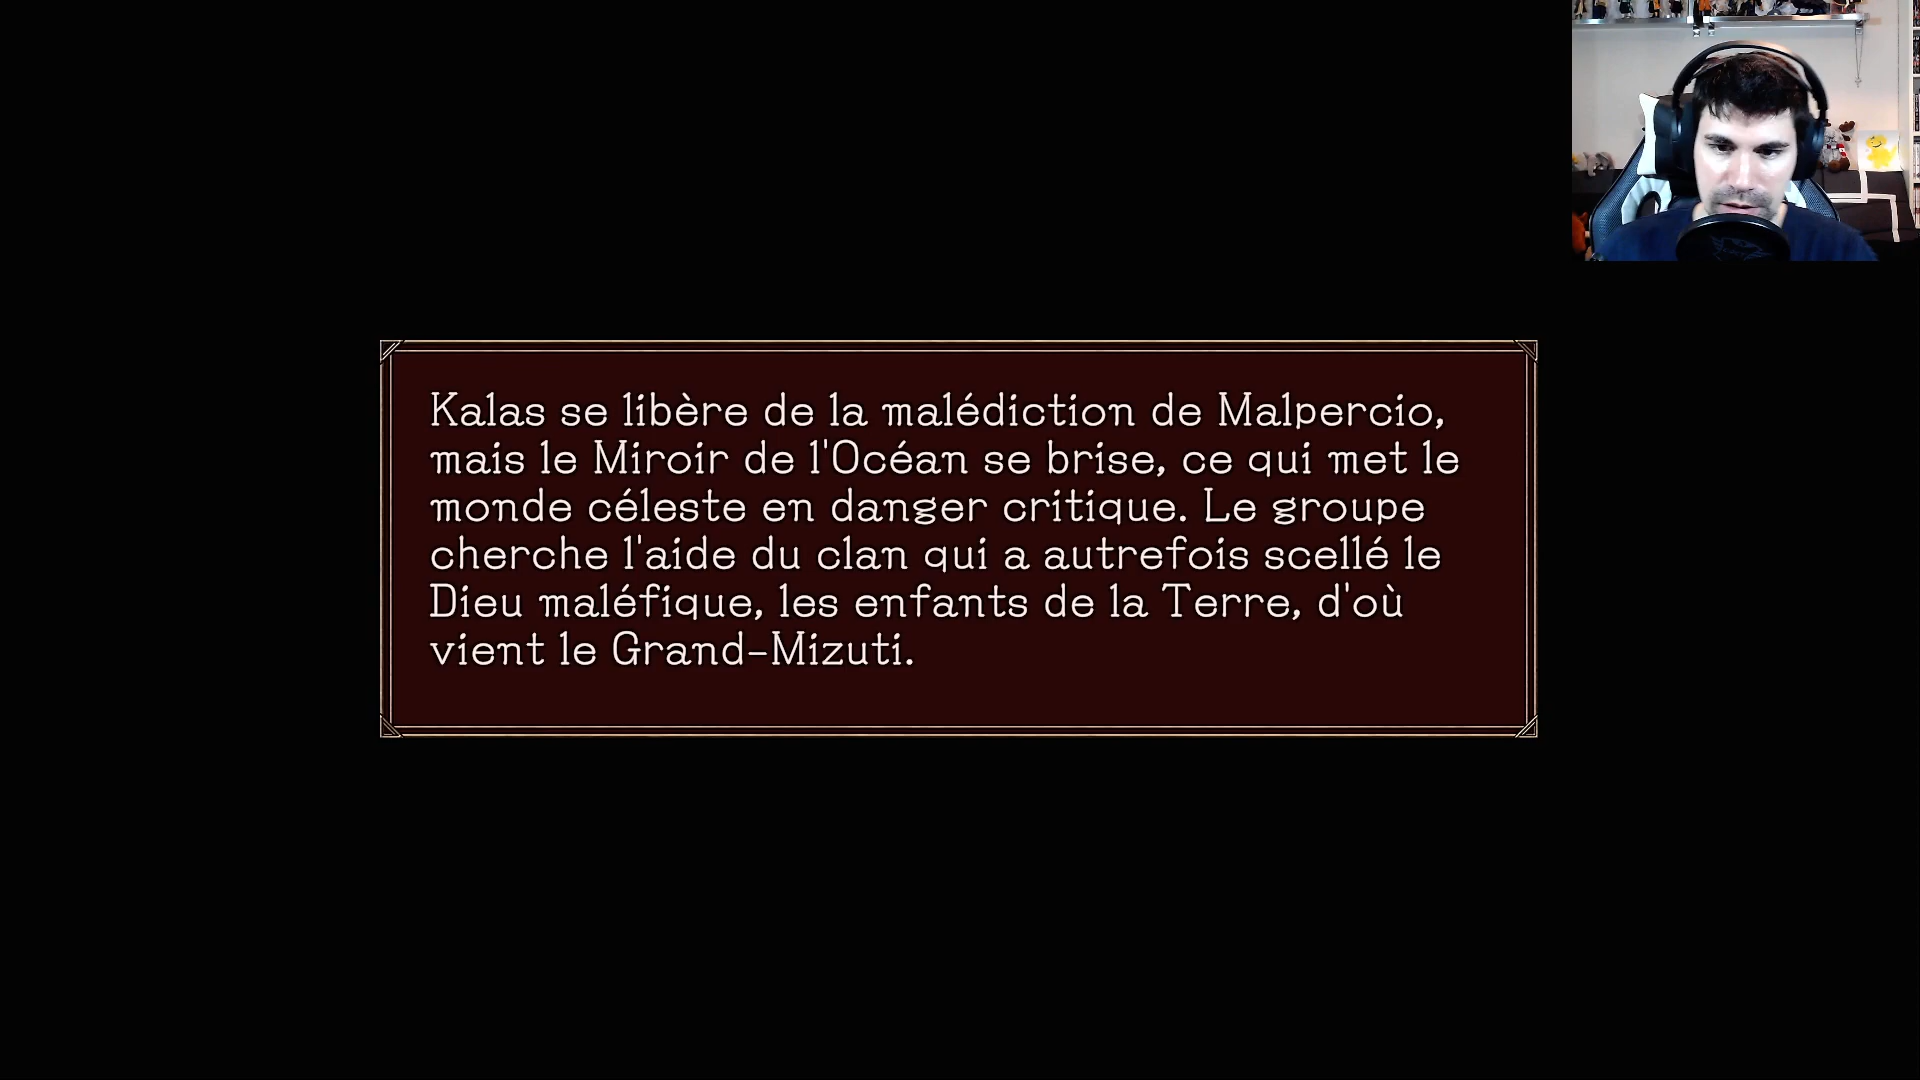 Kalas se libère de la malédiction de Malpercio,
mais le Miroir de l'Océan se brise, ce qui met le
monde céleste en danger critique. Le groupe
cherche l'aide du clan qui a autrefois scellé le
Dieu maléfique, les enfants de la Terre, d'où
vient le Grand-Mizuti.